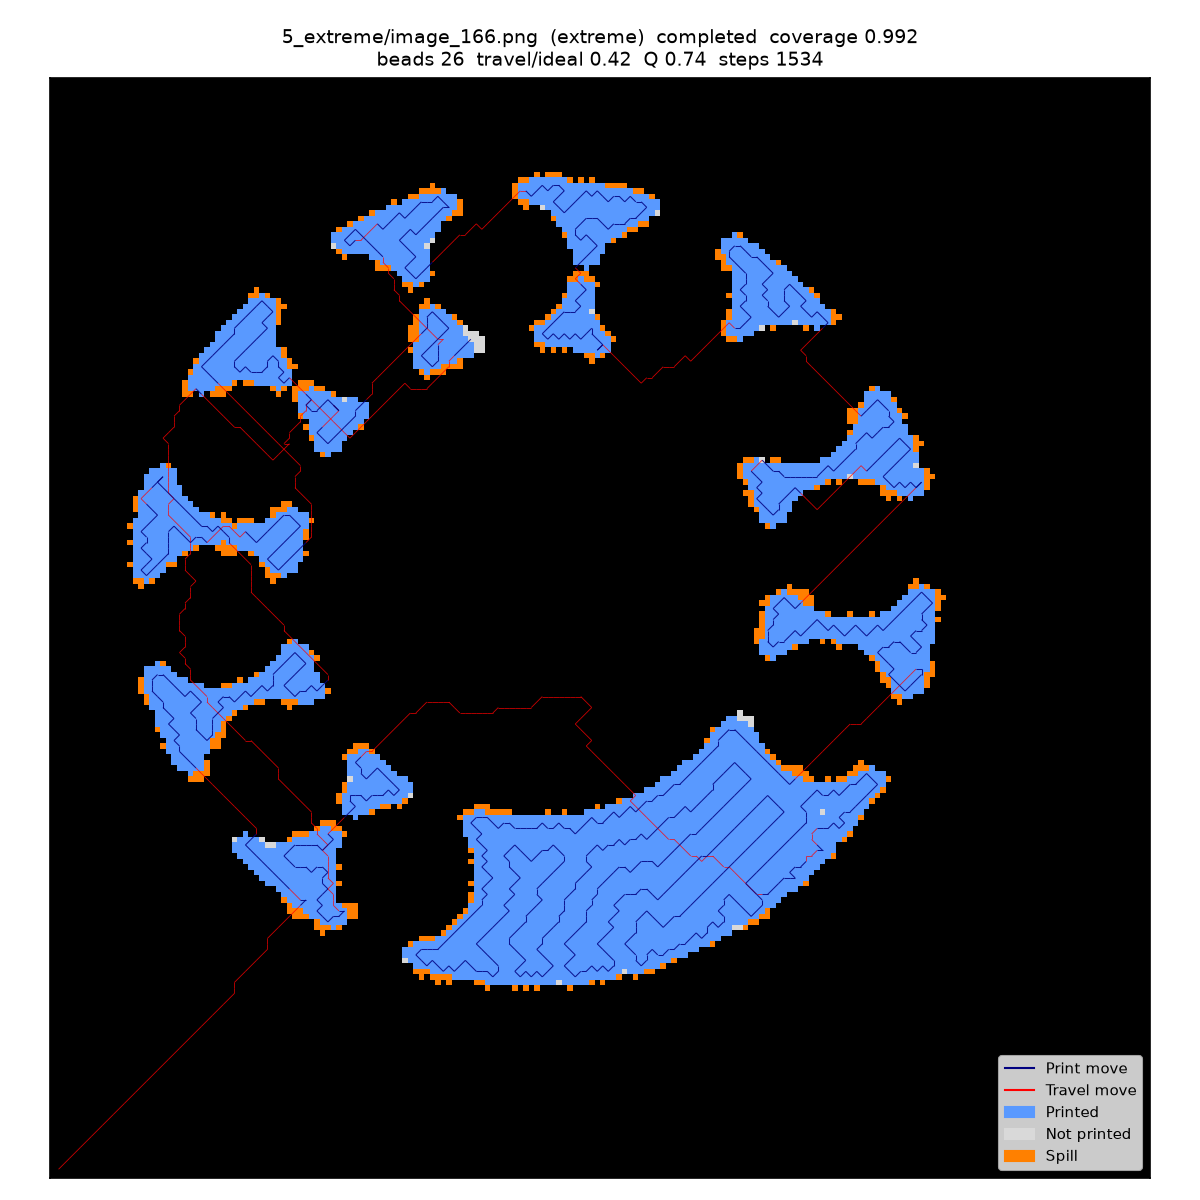 5_extreme/image_166.png  (extreme)  completed  coverage 0.992
beads 26  travel/ideal 0.42  Q 0.74  steps 1534
Print move
Travel move
Printed
Not printed
Spill